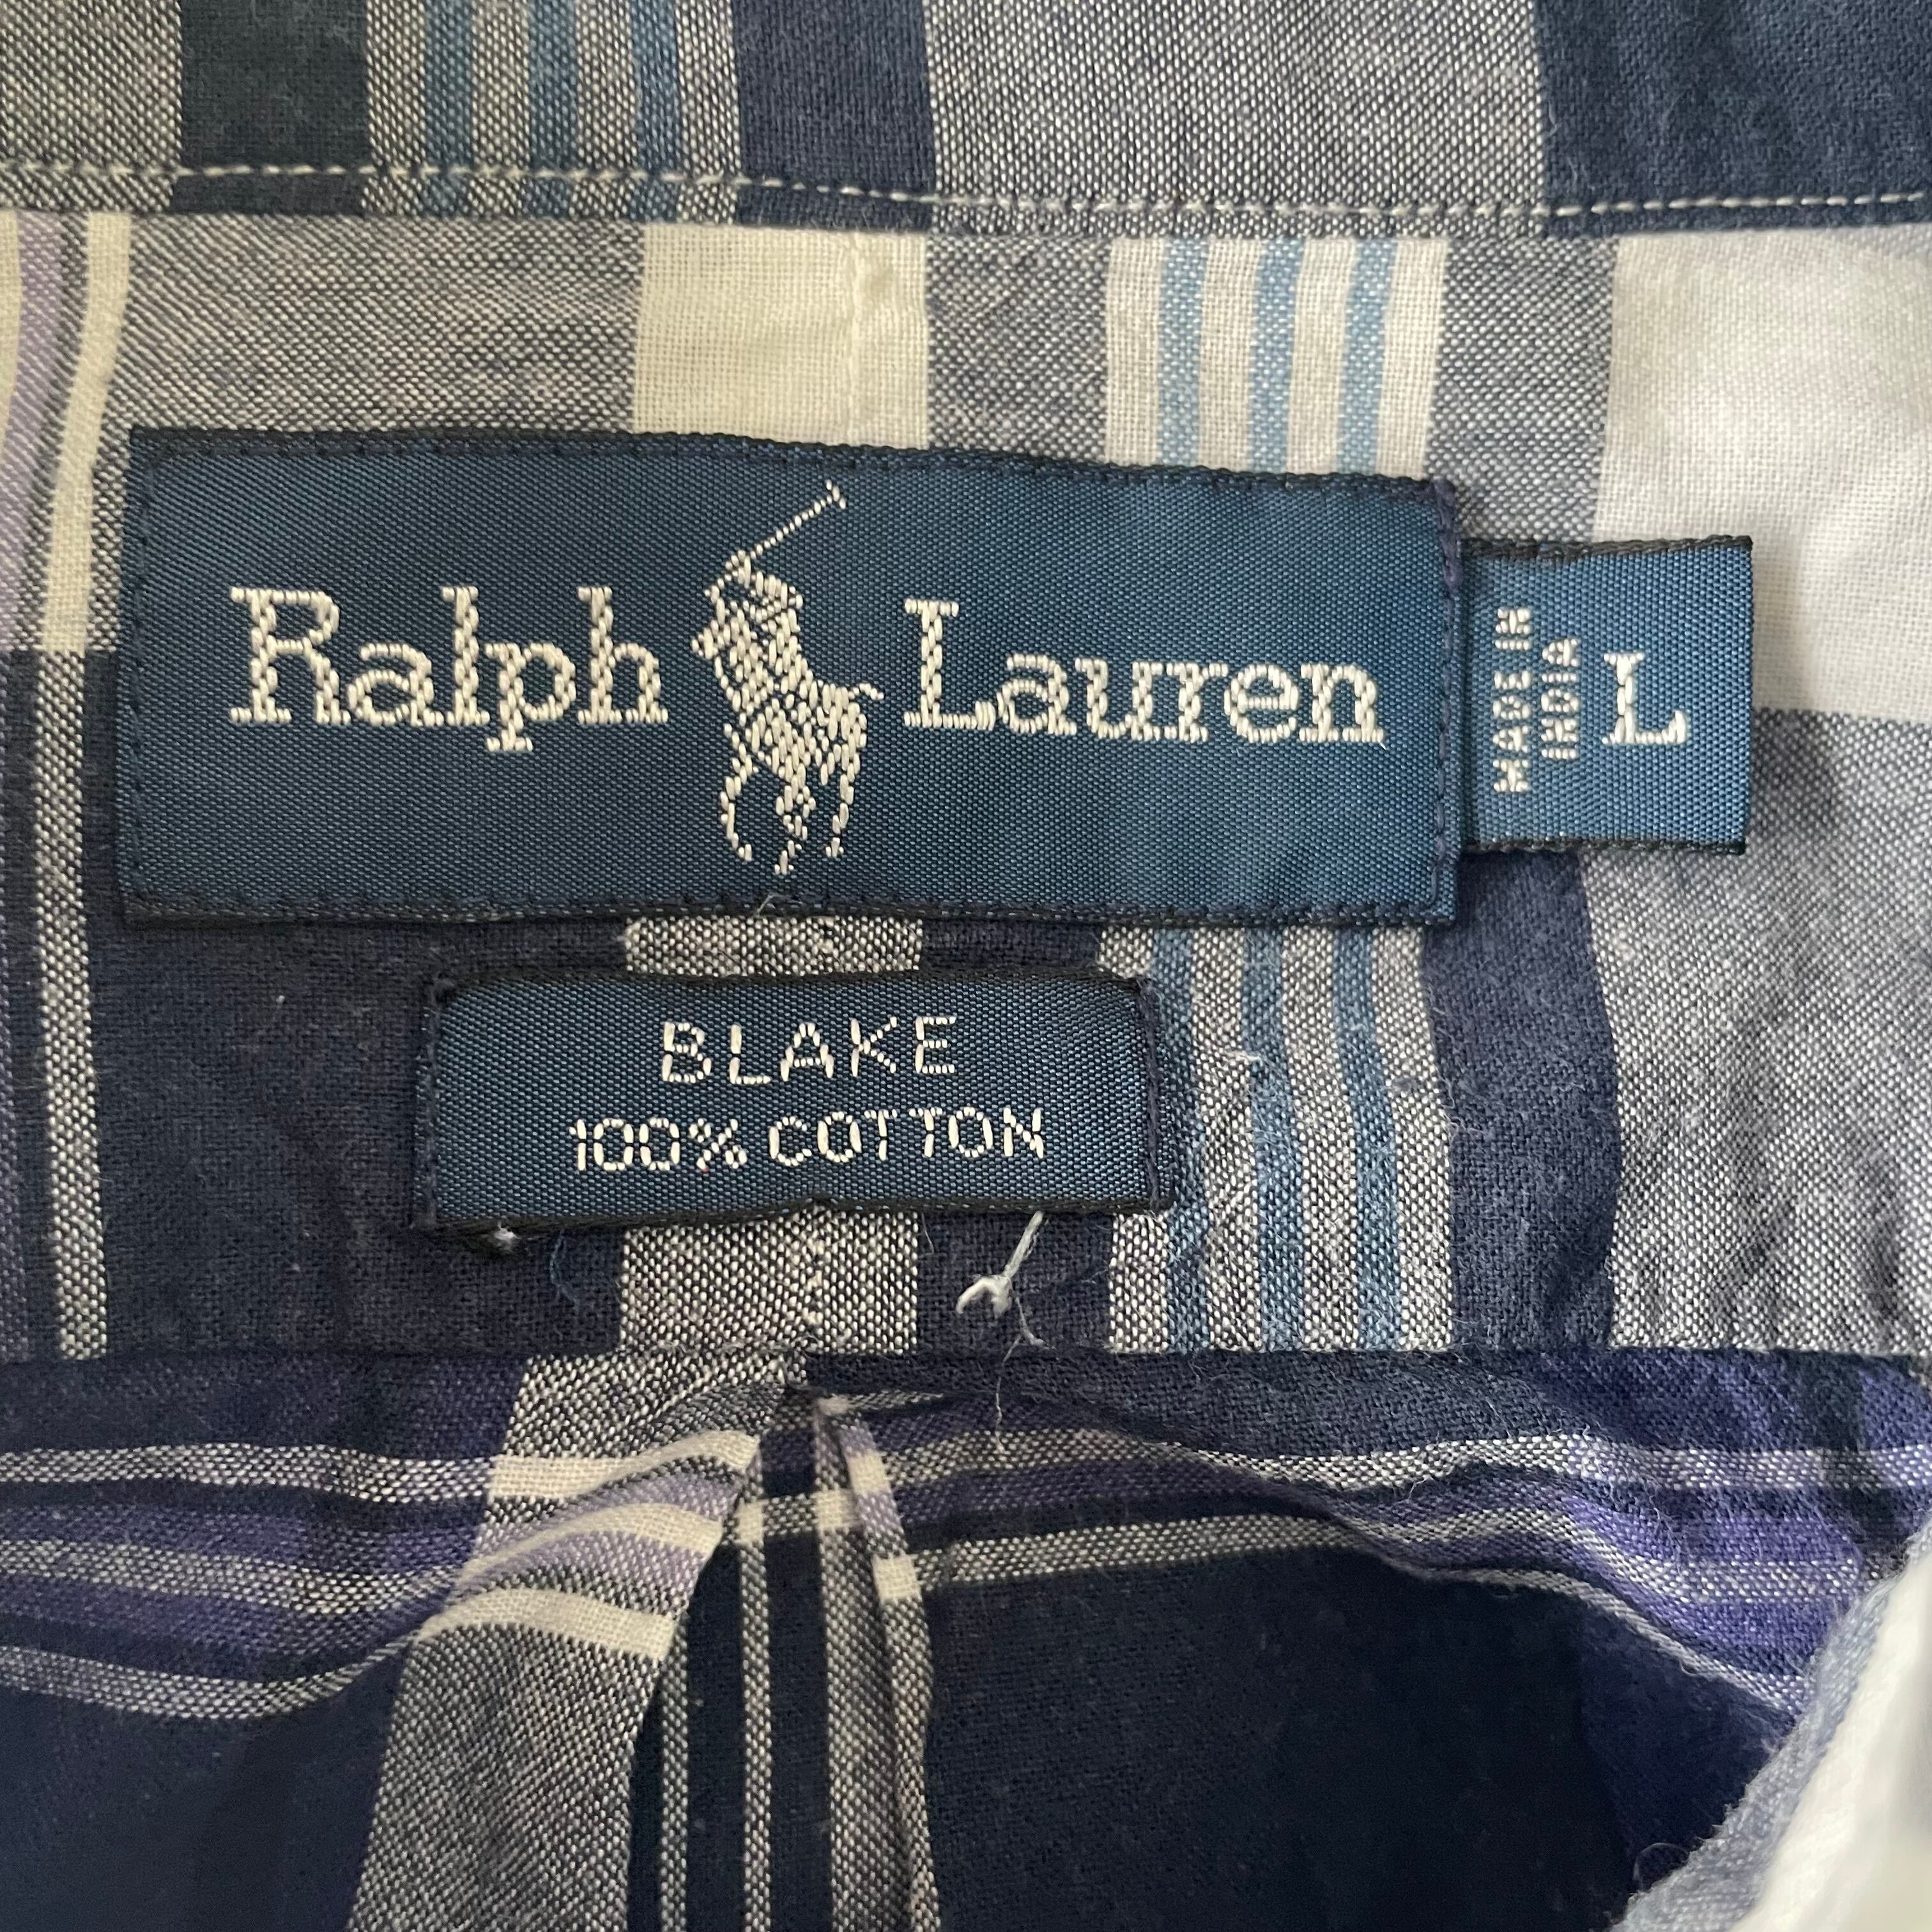 Ralph Lauren
MADE IN
INDIA
L
BLAKE
100% COTTON